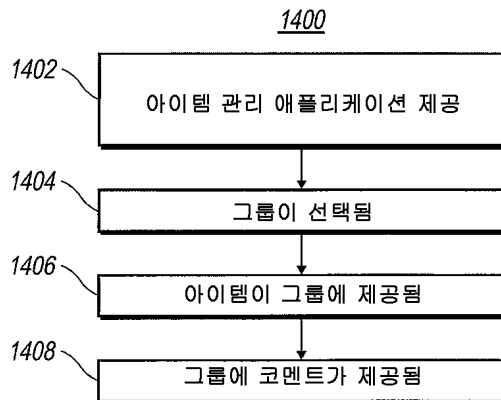 1400
1402
아이템 관리 애플리케이션 제공
1404
그룹이 선택됨
1406
아이템이 그룹에 제공됨
1408
그룹에 코멘트가 제공됨